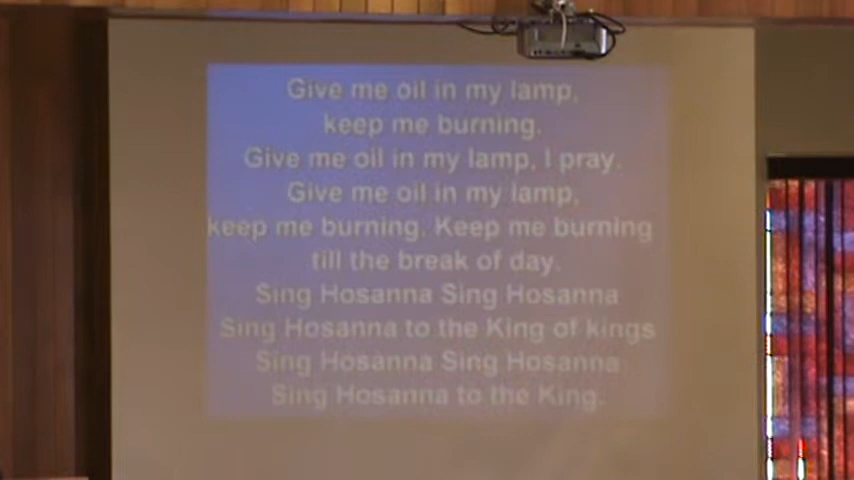 Give me oil in my lamp,
keep me burning.
Give me oil in my lamp, I pray.
Give me oil in my lamp,
keep me burning. Keep me burning
till the break of day.
Sing Hosanna Sing Hosanna
Sing Hosanna to the King of kings
Sing Hosanna Sing Hosanna
Sing Hosanna to the King.